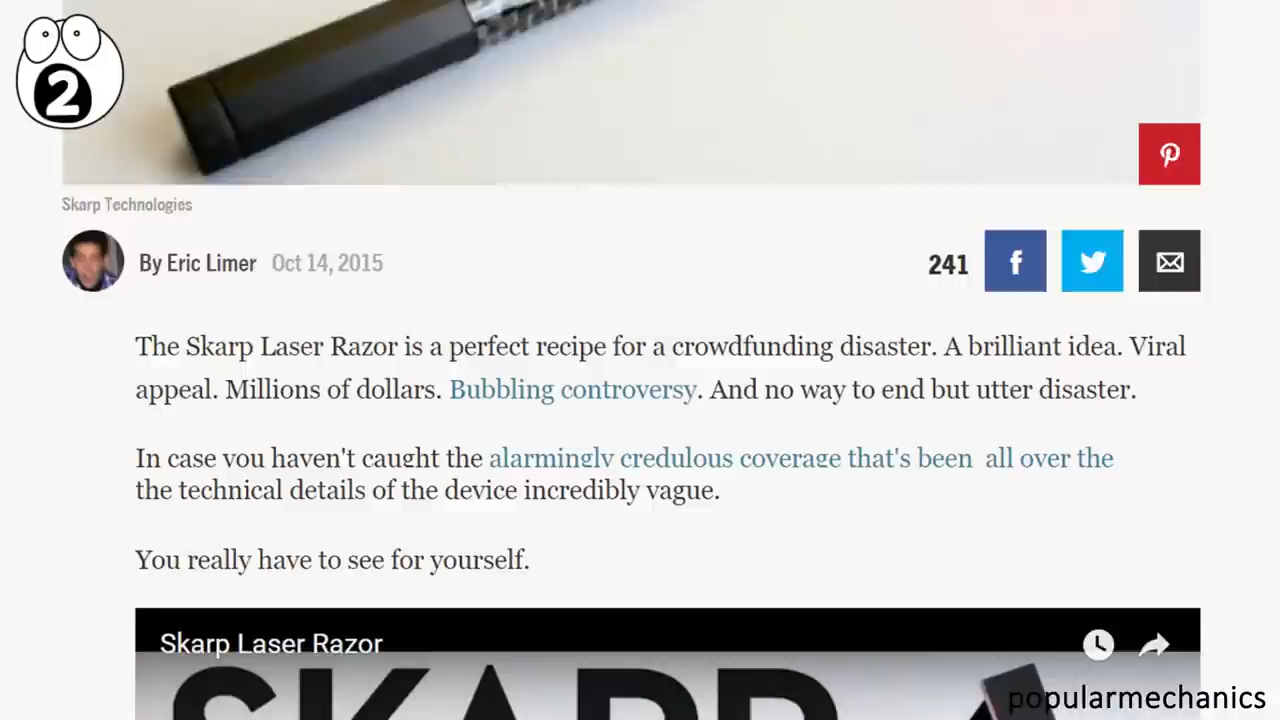 2
Skarp Technologies
By Eric Limer Oct 14, 2015
241
The Skarp Laser Razor is a perfect recipe for a crowdfunding disaster. A brilliant idea. Viral
appeal. Millions of dollars. Bubbling controversy. And no way to end but utter disaster.
In case you haven't caught the alarmingly credulous coverage that's been all over the
the technical details of the device incredibly vague.
You really have to see for yourself.
Skarp Laser Razor
SKARP
popularmechanics